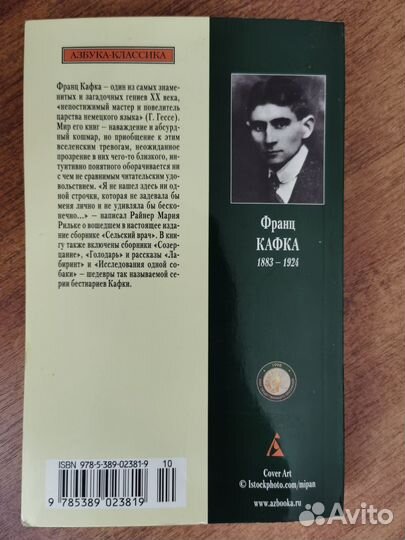 АЗБУКА-КЛАССИКА
Франц Кафка – один из самых знаме-
нитых и загадочных гениев XX века,
«непостижимый мастер и повелитель
царства немецкого языка» (Г. Гессе).
Мир его книг – наваждение и абсурд-
ный кошмар, но приобщение к этим
вселенским тревогам, неожиданное
прозрение в них чего-то близкого, ин-
туитивно понятного оборачивается ни
с чем не сравнимым читательским удо-
вольствием. «Я не нашел здесь ни од-
ной строчки, которая не задевала бы
меня лично и не удивляла бы беско-
нечно...» – написал Райнер Мария
Рильке о вошедшем в настоящее изда-
ние сборнике «Сельский врач». В кни-
гу также включены сборники «Созер-
цание», «Голодарь» и рассказы «Ла-
биринт» и «Исследования одной со-
баки» – шедевры так называемой се-
рии бестиариев Кафки.
Франц
КАФКА
1883 – 1924
ISBN 978-5-389-02381-9
10
9 785389 023819
Cover Art
© Istockphoto.com/mipan
www.azbooka.ru
Avito